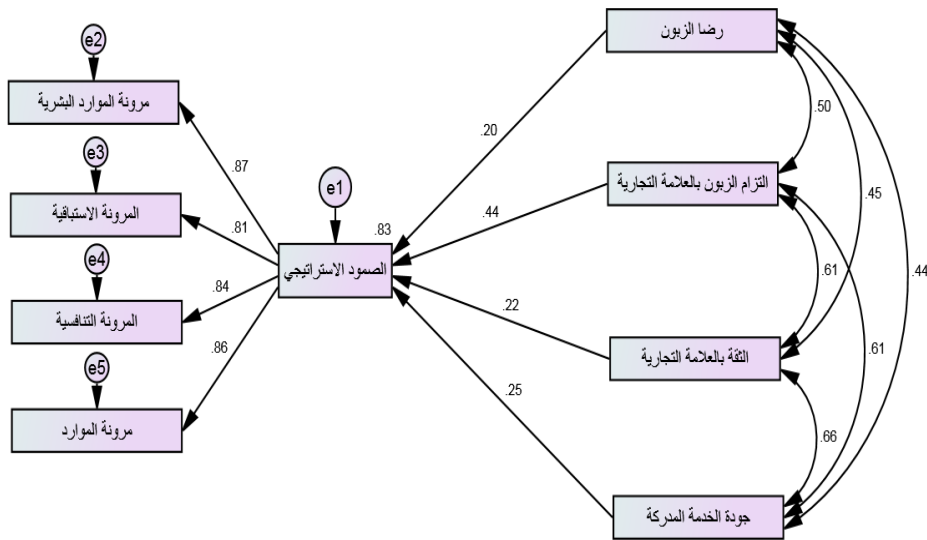 رضا الزبون
e2
مرونة الموارد البشرية
.50
.20
e3
.87
التزام الزبون بالعلامة التجارية
.45
e1
المرونة الاستباقية
.44
.81
.83
.44
e4
الصمود الاستراتيجي
.61
.84
.22
المرونة التنافسية
.86
الثقة بالعلامة التجارية
.61
e5
.25
مرونة الموارد
.66
جودة الخدمة المدركة